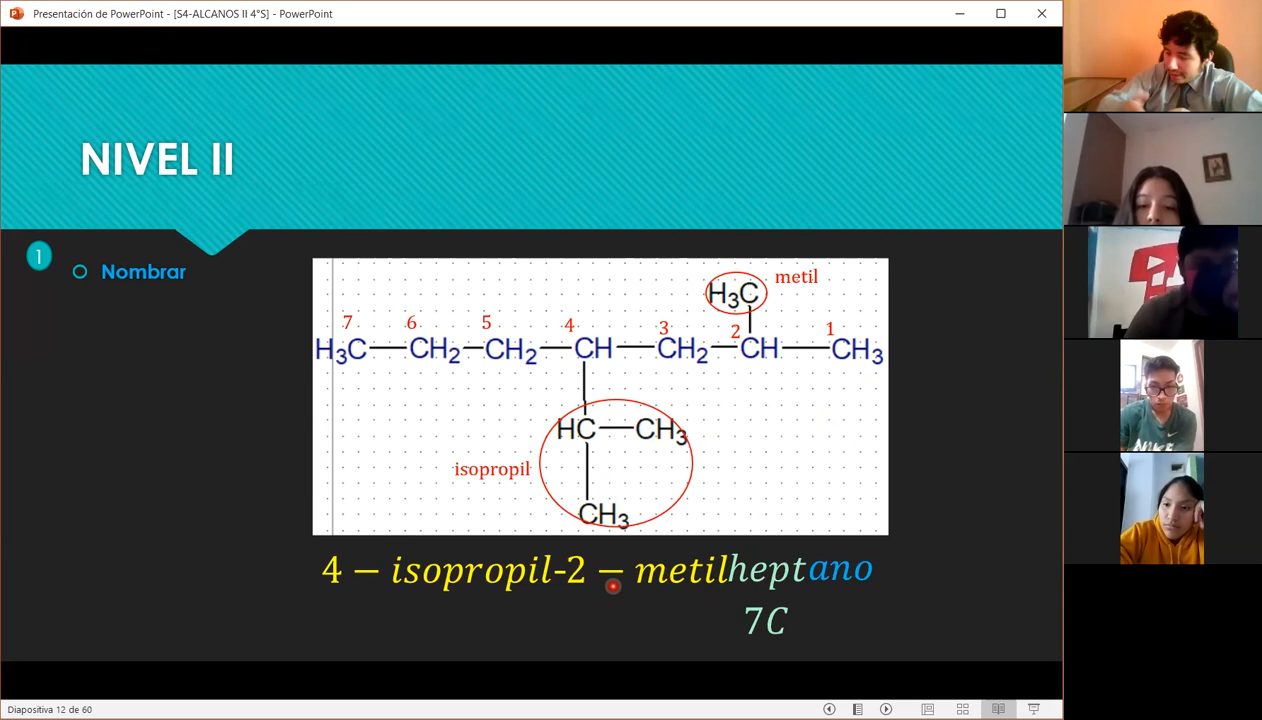 Presentación de PowerPoint - [S4-ALCANOS II 4°S] - PowerPoint
NIVEL II
1
Nombrar
H3C metil
7 6 5 4 3 2 1
H3C CH2 CH2 CH CH2 CH CH3
HC CH3
isopropil
CH3
4 – isopropil-2 – metilheptano
7C
Diapositiva 12 de 60